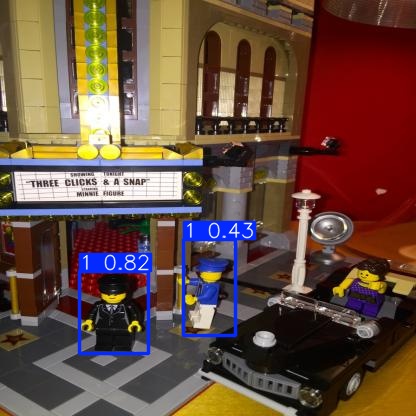 SHOWING TONIGHT
"THREE CLICKS & A SNAP"
STARRING
MINNIE FIGURE
1 0.82
1 0.43